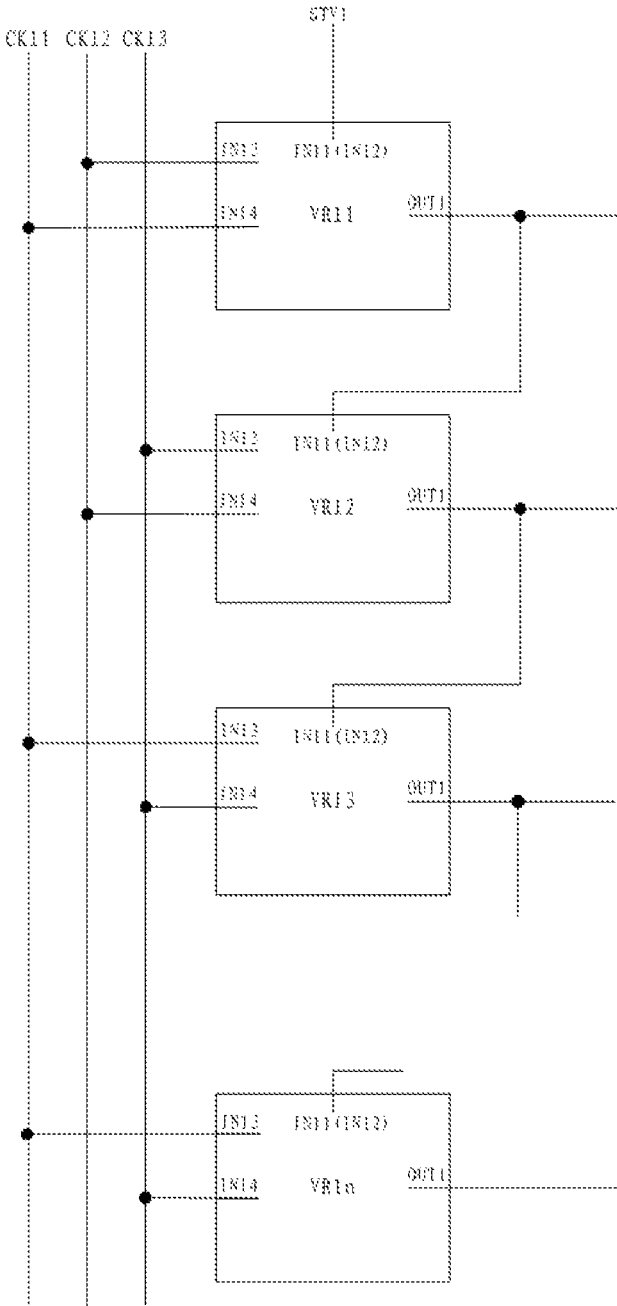 STV1
CK11 CK12 CK13
IN13 IN11(IN12)
IN14 VR11 OUT1
IN13 IN11(IN12)
IN14 VR12 OUT1
IN13 IN11(IN12)
IN14 VR13 OUT1
IN13 IN11(IN12)
IN14 VR1n OUT1